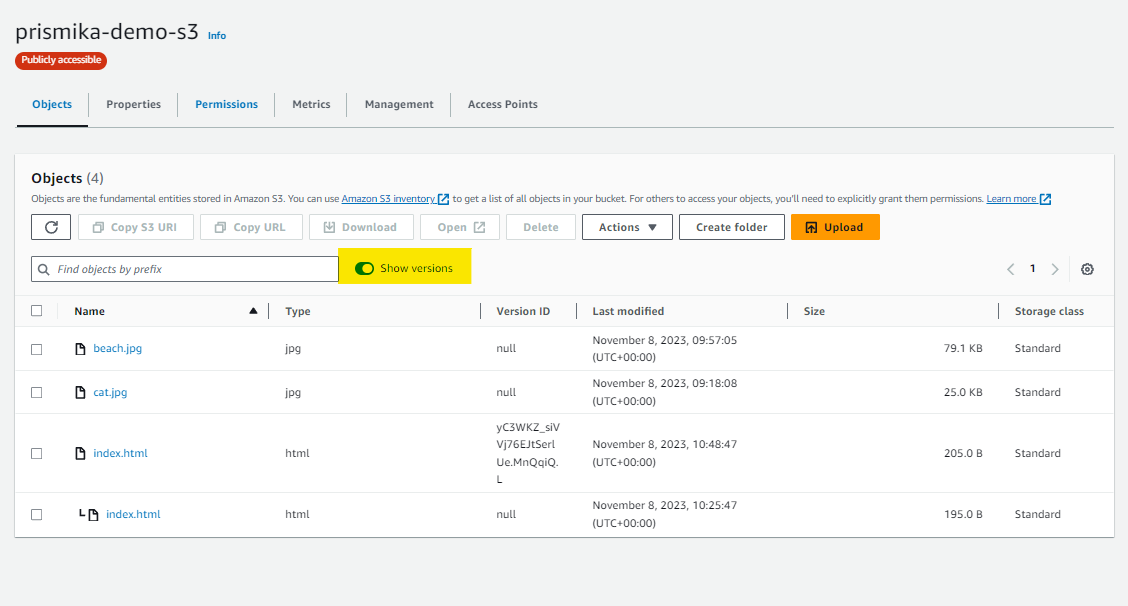 prismika-demo-s3 Info
Publicly accessible
Objects Properties Permissions Metrics Management Access Points
Objects (4)
Objects are the fundamental entities stored in Amazon S3. You can use Amazon S3 inventory to get a list of all objects in your bucket. For others to access your objects, you'll need to explicitly grant them permissions. Learn more
Copy S3 URI Copy URL Download Open Delete Actions Create folder Upload
Find objects by prefix Show versions 1
Name Type Version ID Last modified Size Storage class
beach.jpg jpg null November 8, 2023, 09:57:05 (UTC+00:00) 79.1 KB Standard
cat.jpg jpg null November 8, 2023, 09:18:08 (UTC+00:00) 25.0 KB Standard
index.html html yC3WKZ_siVVj76EJtSerlUe.MnQqiQ.L November 8, 2023, 10:48:47 (UTC+00:00) 205.0 B Standard
index.html html null November 8, 2023, 10:25:47 (UTC+00:00) 195.0 B Standard